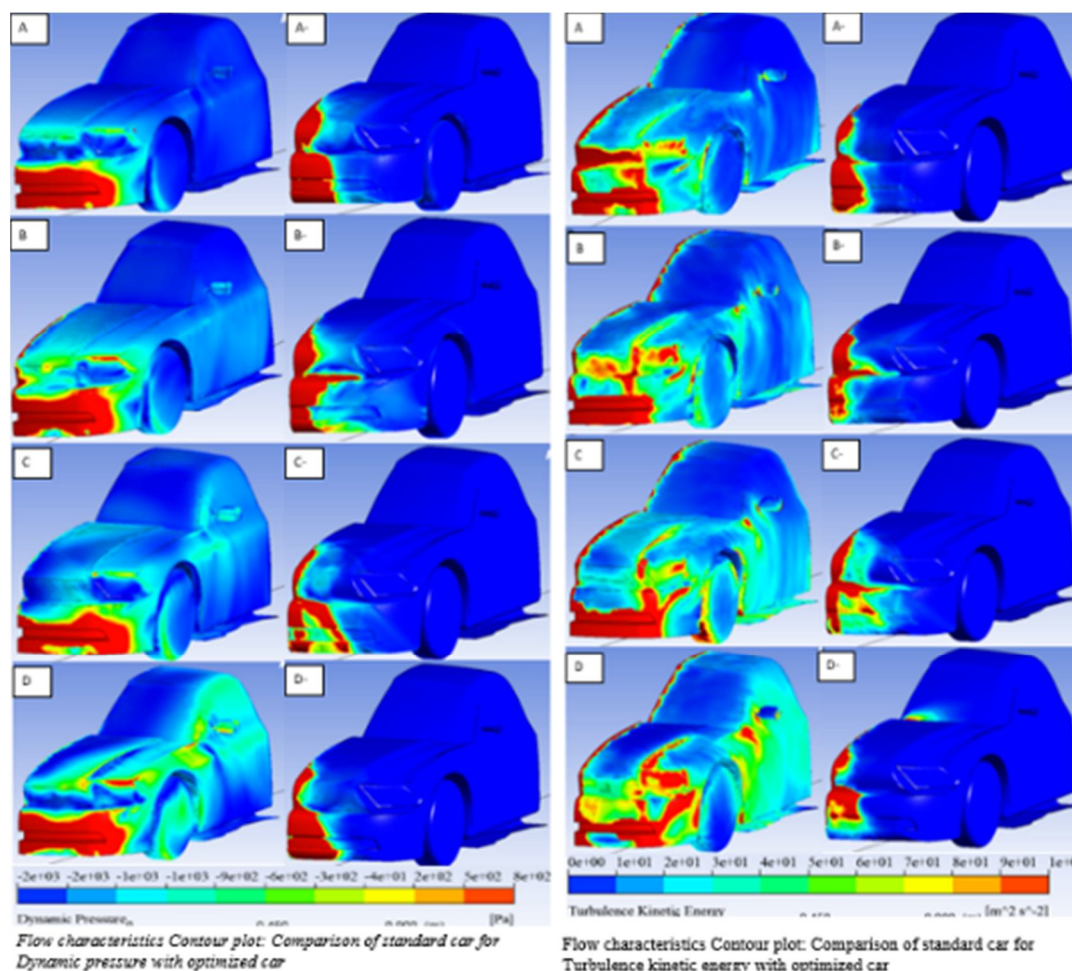 A
A-
B
B-
C
C-
D
D-
-2e+03 -2e+03 -1e+03 -1e+03 -9e+02 -6e+02 -3e+02 -4e+01 2e+02 5e+02 8e+02
Dynamic Pressure [Pa]
Flow characteristics Contour plot: Comparison of standard car for
Dynamic pressure with optimized car
A
A-
B
B-
C
C-
D
D-
0e+00 1e+01 2e+01 3e+01 4e+01 5e+01 6e+01 7e+01 8e+01 9e+01
Turbulence Kinetic Energy [m^2 s^-2]
Flow characteristics Contour plot: Comparison of standard car for
Turbulence kinetic energy with optimized car